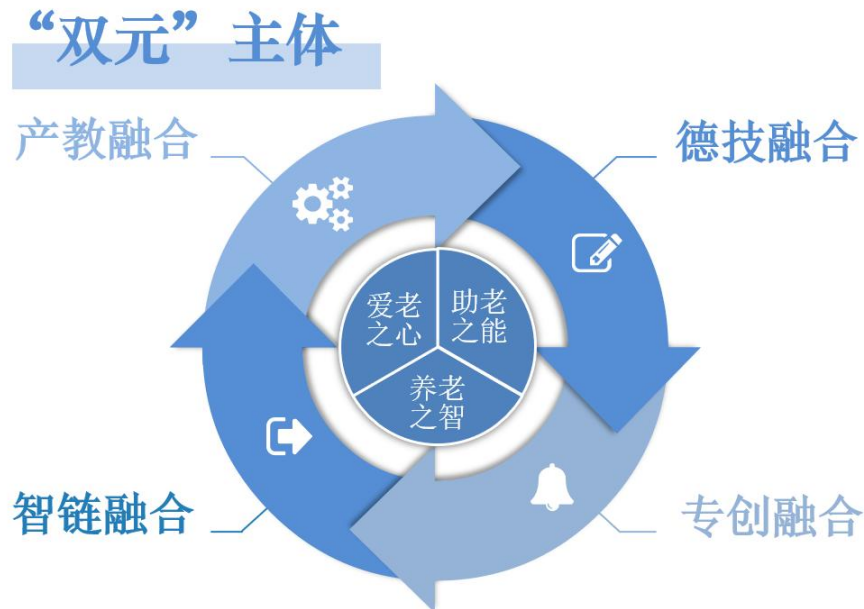 “双元”主体
产教融合
德技融合
爱老
之心
助老
之能
养老
之智
智链融合
专创融合